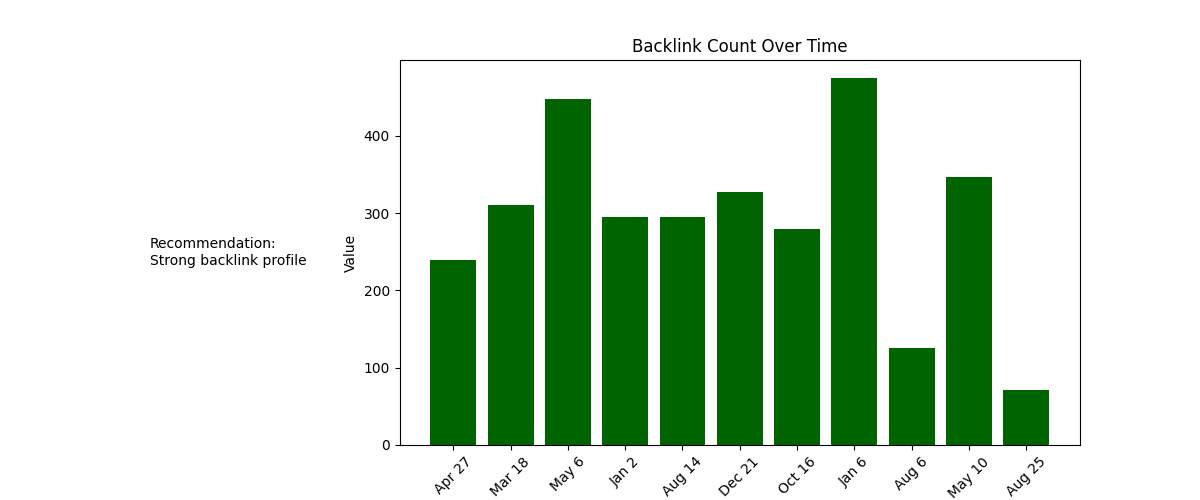 Backlink Count Over Time
Recommendation:
Strong backlink profile
Value
400
300
200
100
0
Apr 27
Mar 18
May 6
Jan 2
Aug 14
Dec 21
Oct 16
Jan 6
Aug 6
May 10
Aug 25